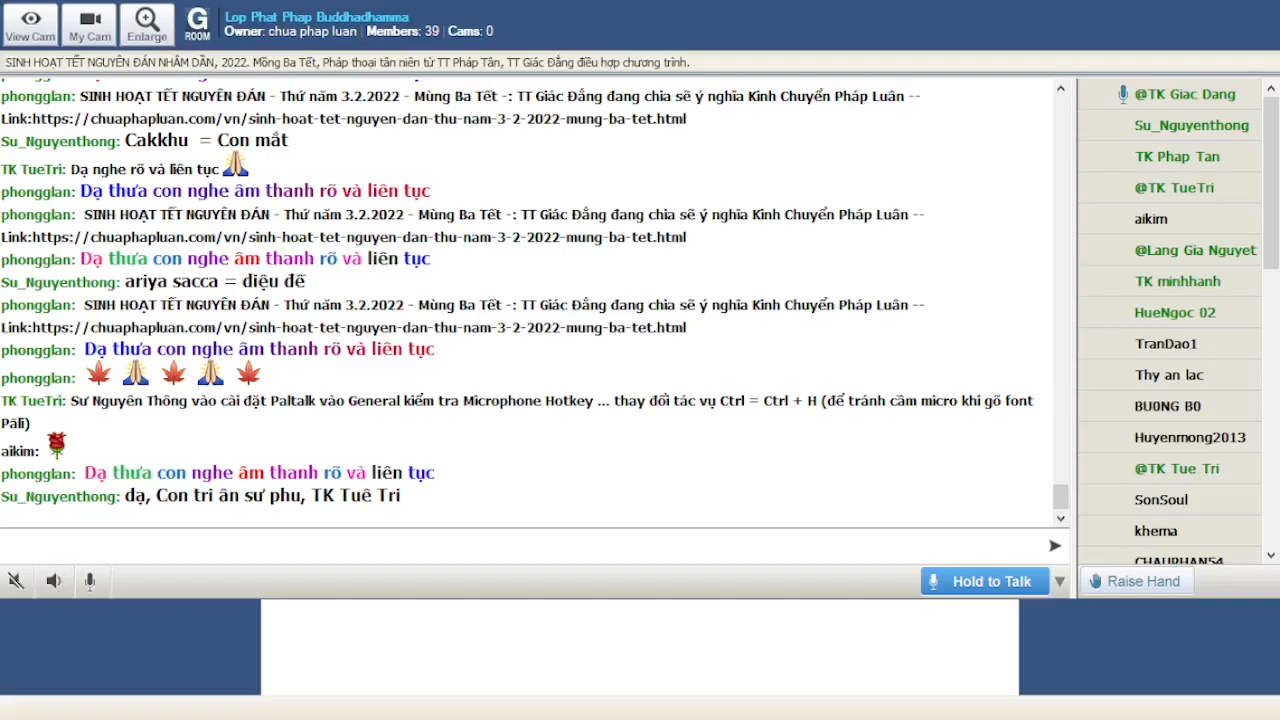 View Cam
My Cam
Enlarge
G
ROOM
Lop Phat Phap Buddhadhamma
Owner: chua phap luan | Members: 39 | Cams: 0
SINH HOẠT TẾT NGUYÊN ĐÁN NHÂM DẦN, 2022. Mồng Ba Tết, Pháp thoại tân niên từ TT Pháp Tân, TT Giác Đẳng điều hợp chương trình.
phongglan: SINH HOẠT TẾT NGUYÊN ĐÁN - Thứ năm 3.2.2022 - Mùng Ba Tết -: TT Giác Đẳng đang chia sẽ ý nghĩa Kinh Chuyển Pháp Luân --
Link:https://chuaphapluan.com/vn/sinh-hoat-tet-nguyen-dan-thu-nam-3-2-2022-mung-ba-tet.html
Su_Nguyenthong: Cakkhu = Con mắt
TK TueTri: Dạ nghe rõ và liên tục
phongglan: Dạ thưa con nghe âm thanh rõ và liên tục
phongglan: SINH HOẠT TẾT NGUYÊN ĐÁN - Thứ năm 3.2.2022 - Mùng Ba Tết -: TT Giác Đẳng đang chia sẽ ý nghĩa Kinh Chuyển Pháp Luân --
Link:https://chuaphapluan.com/vn/sinh-hoat-tet-nguyen-dan-thu-nam-3-2-2022-mung-ba-tet.html
phongglan: Dạ thưa con nghe âm thanh rõ và liên tục
Su_Nguyenthong: ariya sacca = diệu đế
phongglan: SINH HOẠT TẾT NGUYÊN ĐÁN - Thứ năm 3.2.2022 - Mùng Ba Tết -: TT Giác Đẳng đang chia sẽ ý nghĩa Kinh Chuyển Pháp Luân --
Link:https://chuaphapluan.com/vn/sinh-hoat-tet-nguyen-dan-thu-nam-3-2-2022-mung-ba-tet.html
phongglan: Dạ thưa con nghe âm thanh rõ và liên tục
phongglan:
TK TueTri: Sư Nguyên Thông vào cài đặt Paltalk vào General kiểm tra Microphone Hotkey ... thay đổi tác vụ Ctrl = Ctrl + H (để tránh cầm micro khi gõ font
Pāli)
aikim:
phongglan: Dạ thưa con nghe âm thanh rõ và liên tục
Su_Nguyenthong: dạ, Con tri ân sư phu, TK Tuê Tri
Hold to Talk
@TK Giac Dang
Su_Nguyenthong
TK Phap Tan
@TK TueTri
aikim
@Lang Gia Nguyet
TK minhhanh
HueNgoc 02
TranDao1
Thy an lac
BU0NG B0
Huyenmong2013
@TK Tue Tri
SonSoul
khema
CHAUPHAN54
Raise Hand